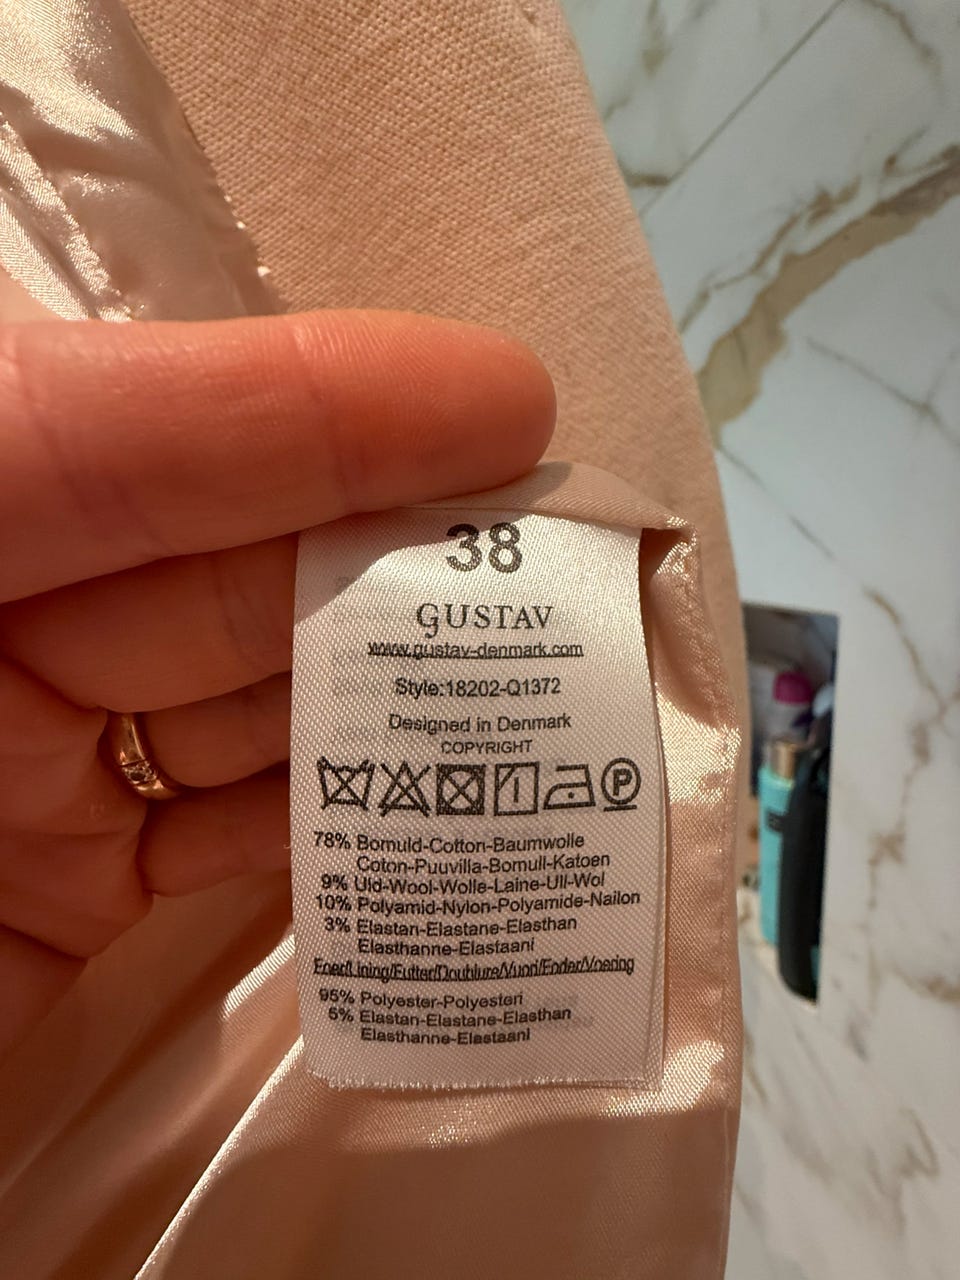 38
GUSTAV
www.gustav-denmark.com
Style:18202-Q1372
Designed in Denmark
COPYRIGHT
P
78% Bomuld-Cotton-Baumwolle
Coton-Puuvilla-Bomull-Katoen
9% Uld-Wool-Wolle-Laine-Ull-Wol
10% Polyamid-Nylon-Polyamide-Nailon
3% Elastan-Elastane-Elasthan
Elasthanne-Elastaani
Foer/Lining/Futter/Doublure/Vuori/Foder/Voering
95% Polyester-Polyesteri
5% Elastan-Elastane-Elasthan
Elasthanne-Elastaani